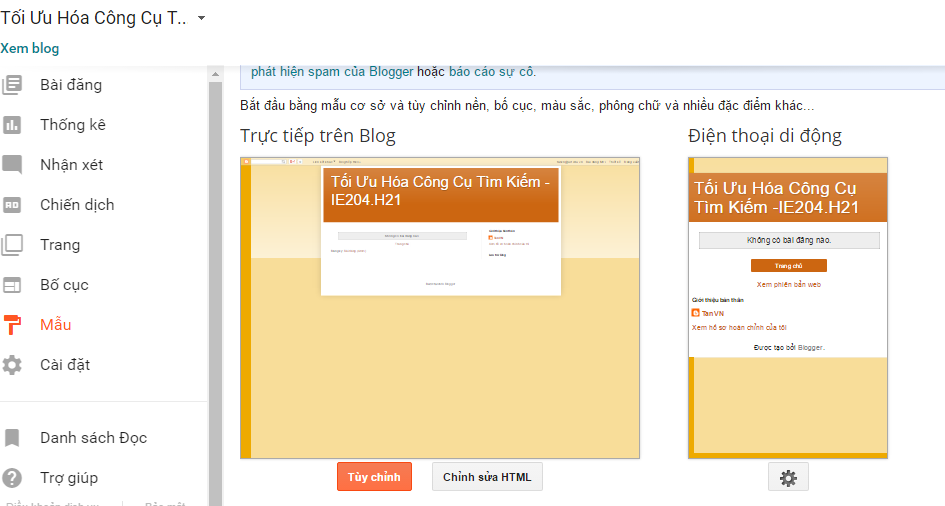 Tối Ưu Hóa Công Cụ T..
Xem blog
Bài đăng
Thống kê
Nhận xét
Chiến dịch
Trang
Bố cục
Mẫu
Cài đặt
Danh sách Đọc
Trợ giúp
phát hiện spam của Blogger hoặc báo cáo sự cố.
Bắt đầu bằng mẫu cơ sở và tùy chỉnh nền, bố cục, màu sắc, phông chữ và nhiều đặc điểm khác...
Trực tiếp trên Blog
Tối Ưu Hóa Công Cụ Tìm Kiếm -
IE204.H21
Tùy chỉnh
Chỉnh sửa HTML
Điện thoại di động
Tối Ưu Hóa Công Cụ
Tìm Kiếm -IE204.H21
Không có bài đăng nào.
Trang chủ
Xem phiên bản web
Giới thiệu bản thân
TanVN
Xem hồ sơ hoàn chỉnh của tôi
Được tạo bởi Blogger.